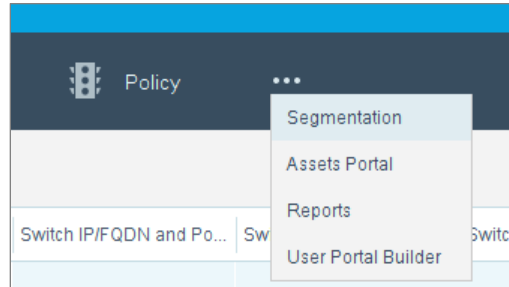 Policy
•••
Segmentation
Assets Portal
Reports
Switch IP/FQDN and Po... Sw Switc
User Portal Builder